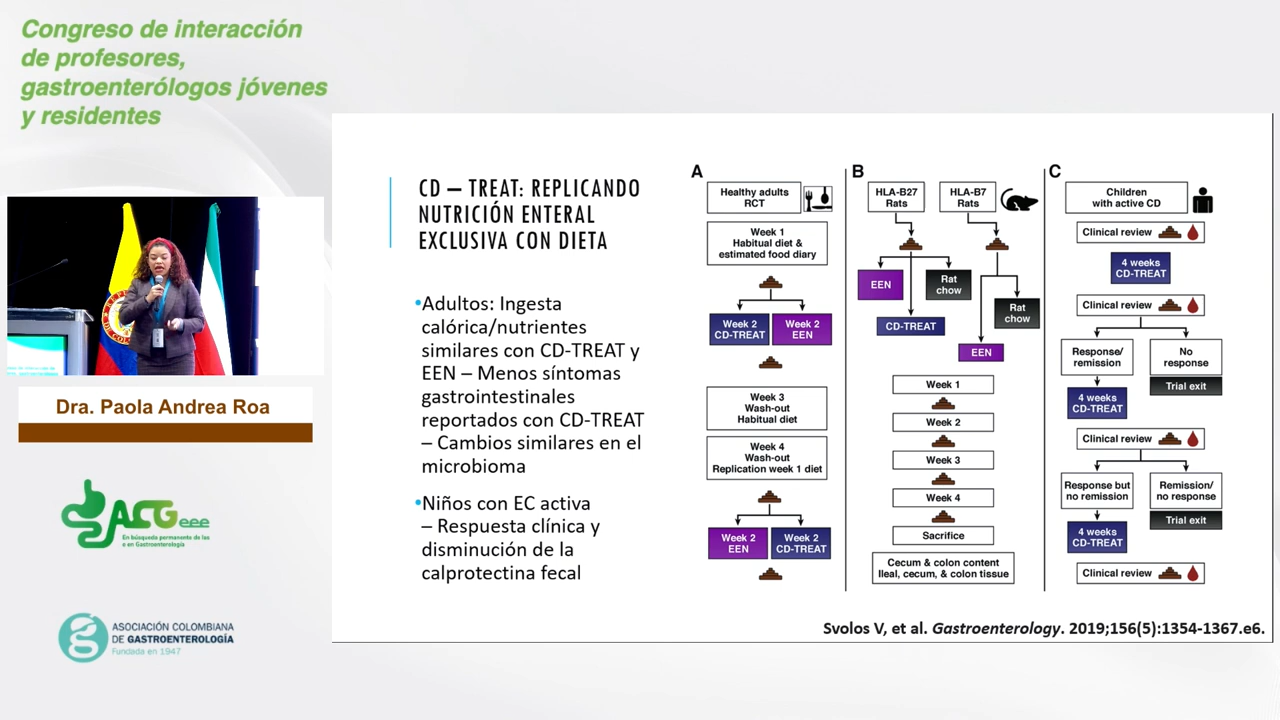 Congreso de interacción
de profesores,
gastroenterólogos jóvenes
y residentes
Dra. Paola Andrea Roa
ACG
eee
En búsqueda permanente de las
e en Gastroenterología
ASOCIACIÓN COLOMBIANA
DE GASTROENTEROLOGÍA
Fundada en 1947
CD – TREAT: REPLICANDO
NUTRICIÓN ENTERAL
EXCLUSIVA CON DIETA
•Adultos: Ingesta
calórica/nutrientes
similares con CD-TREAT y
EEN – Menos síntomas
gastrointestinales
reportados con CD-TREAT
– Cambios similares en el
microbioma
•Niños con EC activa
– Respuesta clínica y
disminución de la
calprotectina fecal
A
Healthy adults
RCT
Week 1
Habitual diet &
estimated food diary
Week 2
CD-TREAT
Week 2
EEN
Week 3
Wash-out
Habitual diet
Week 4
Wash-out
Replication week 1 diet
Week 2
EEN
Week 2
CD-TREAT
B
HLA-B27
Rats
HLA-B7
Rats
EEN
Rat
chow
CD-TREAT
Rat
chow
EEN
Week 1
Week 2
Week 3
Week 4
Sacrifice
Cecum & colon content
Ileal, cecum, & colon tissue
C
Children
with active CD
Clinical review
4 weeks
CD-TREAT
Clinical review
Response/
remission
No
response
Trial exit
4 weeks
CD-TREAT
Clinical review
Response but
no remission
Remission/
no response
Trial exit
4 weeks
CD-TREAT
Clinical review
Svolos V, et al. Gastroenterology. 2019;156(5):1354-1367.e6.